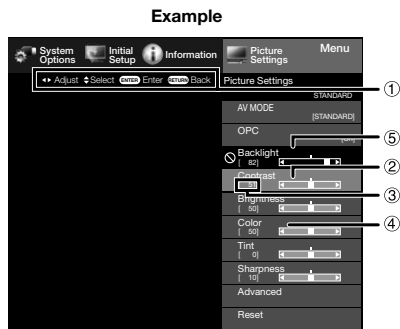 Example
System Options
Initial Setup
Information
Picture Settings
Menu
Adjust Select ENTER Enter RETURN Back
Picture Settings
①
STANDARD
AV MODE
[STANDARD]
OPC
[On]
⑤
Backlight
[ 82]
②
Contrast
51
③
Brightness
[ 50]
④
Color
[ 50]
Tint
[ 0]
Sharpness
[ 10]
Advanced
Reset